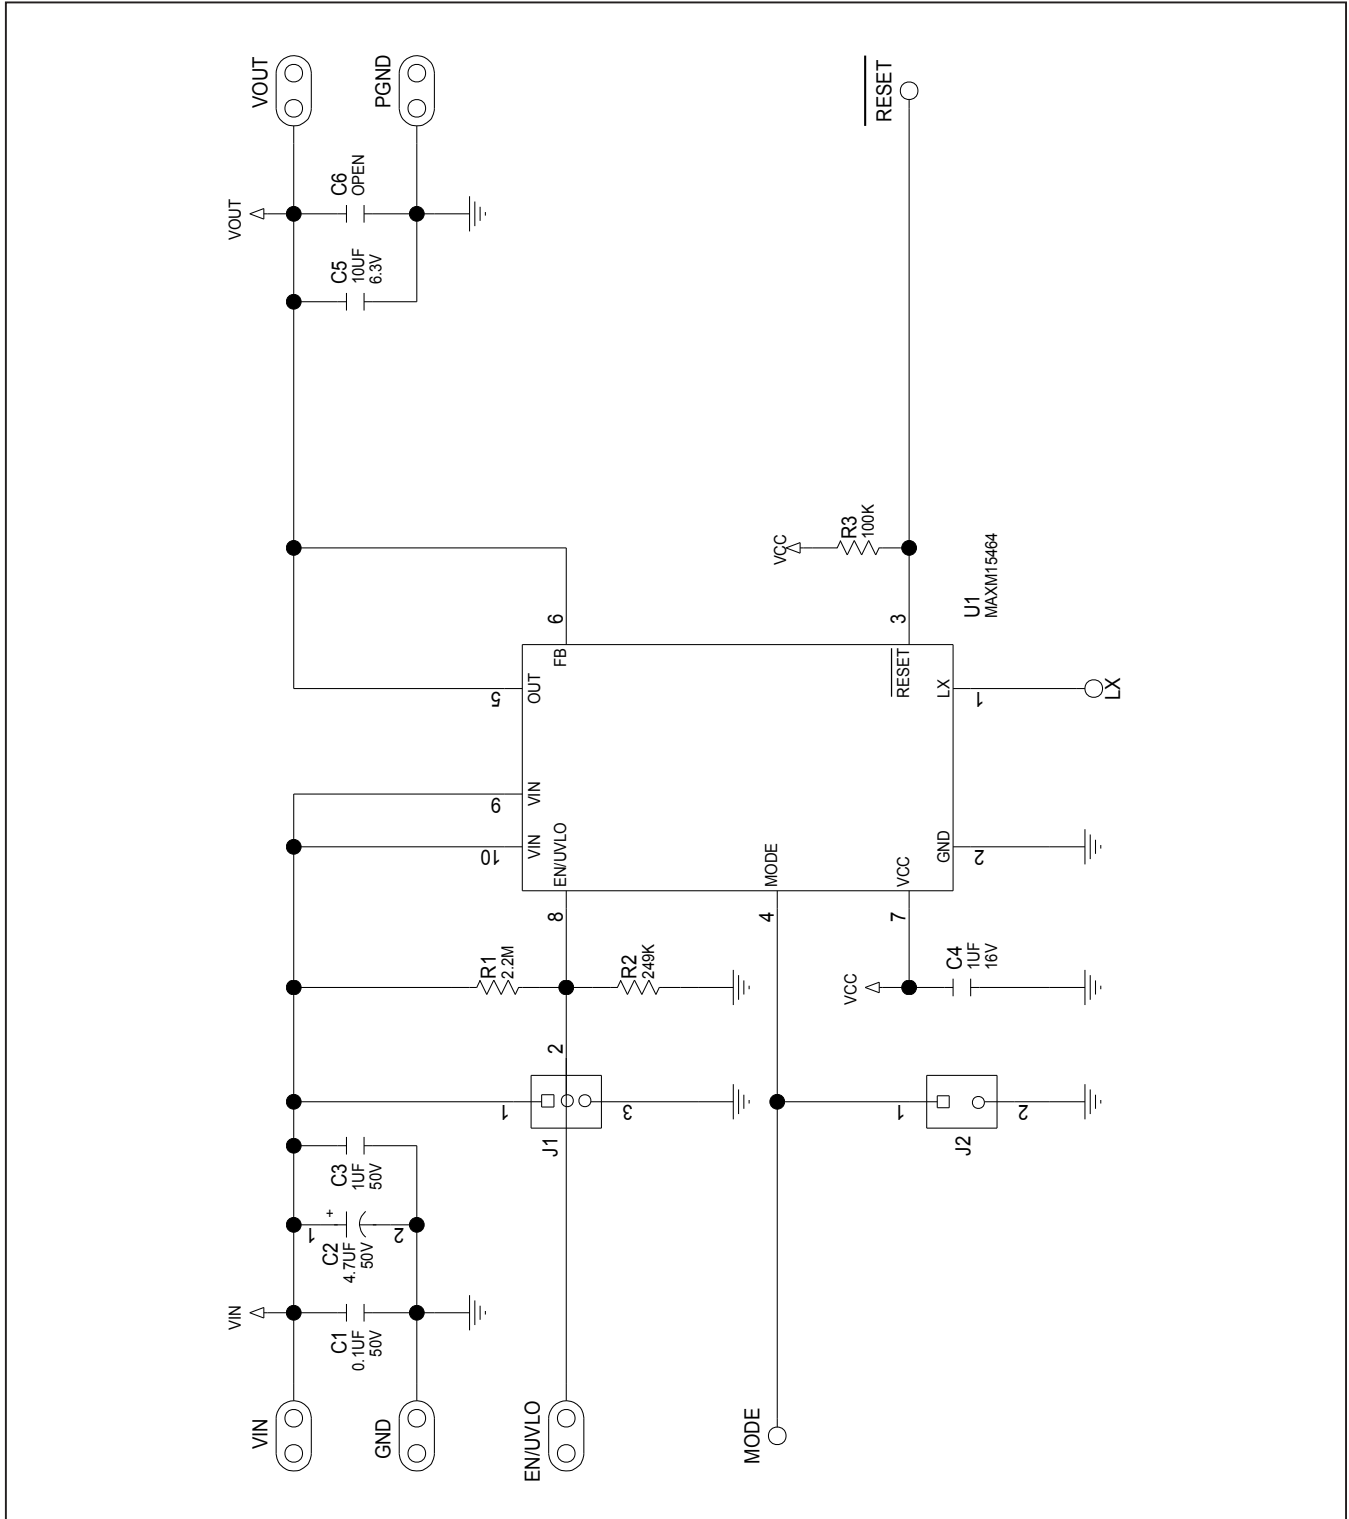 VIN
VIN
C1
0.1UF
50V
GND
1
+
C2
4.7UF
50V
2
C3
1UF
50V
EN/UVLO
J1
1
2
3
R1
2.2M
R2
249K
MODE
J2
1
2
VCC
C4
1UF
16V
10
VIN
9
VIN
8
EN/UVLO
4
MODE
7
VCC
2
GND
5
OUT
6
FB
3
RESET
1
LX
LX
U1
MAXM15464
VCC
R3
100K
RESET
C5
10UF
6.3V
VOUT
C6
OPEN
VOUT
PGND